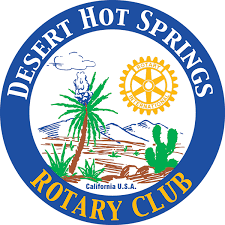 DESERT HOT SPRINGS
ROTARY
INTERNATIONAL
California U.S.A.
ROTARY CLUB